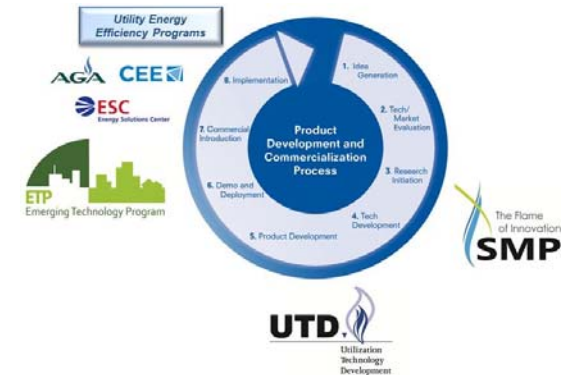 Utility Energy
Efficiency Programs
AGA CEE
ESC
Energy Solutions Center
ETP
Emerging Technology Program
Product
Development and
Commercialization
Process
1. Idea
Generation
2. Tech/
Market
Evaluation
3. Research
Initiation
4. Tech
Development
5. Product Development
6. Demo and
Deployment
7. Commercial
Introduction
8. Implementation
The Flame
of Innovation
SMP
UTD
Utilization
Technology
Development